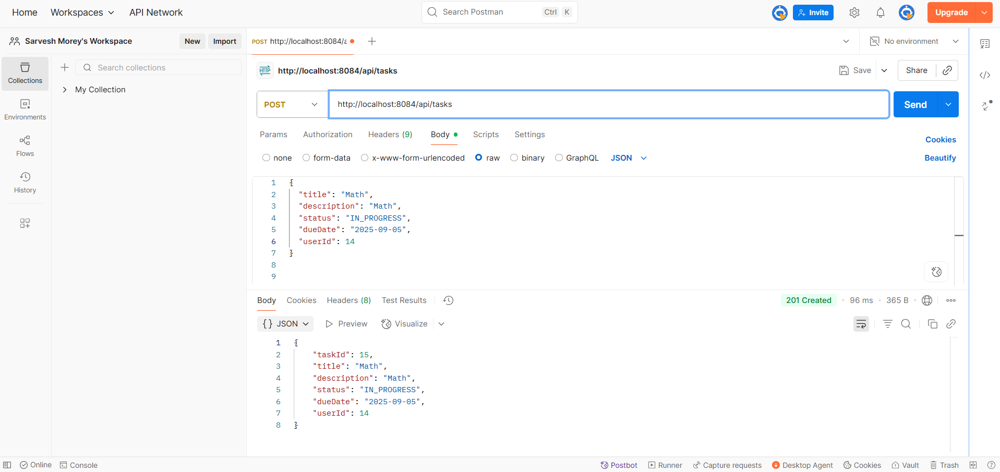 Home Workspaces API Network Search Postman Ctrl K Invite Upgrade
Sarvesh Morey's Workspace New Import POST http://localhost:8084/a No environment
Collections
Environments
Flows
History
Search collections
My Collection
HTTP http://localhost:8084/api/tasks Save Share
POST http://localhost:8084/api/tasks Send
Params Authorization Headers (9) Body Scripts Settings Cookies
none form-data x-www-form-urlencoded raw binary GraphQL JSON Beautify
1 {
2 "title": "Math",
3 "description": "Math",
4 "status": "IN_PROGRESS",
5 "dueDate": "2025-09-05",
6 "userId": 14
7 }
8
9
Body Cookies Headers (8) Test Results 201 Created 96 ms 365 B
{} JSON Preview Visualize
1 {
2 "taskId": 15,
3 "title": "Math",
4 "description": "Math",
5 "status": "IN_PROGRESS",
6 "dueDate": "2025-09-05",
7 "userId": 14
8 }
Online Console Postbot Runner Capture requests Desktop Agent Cookies Vault Trash